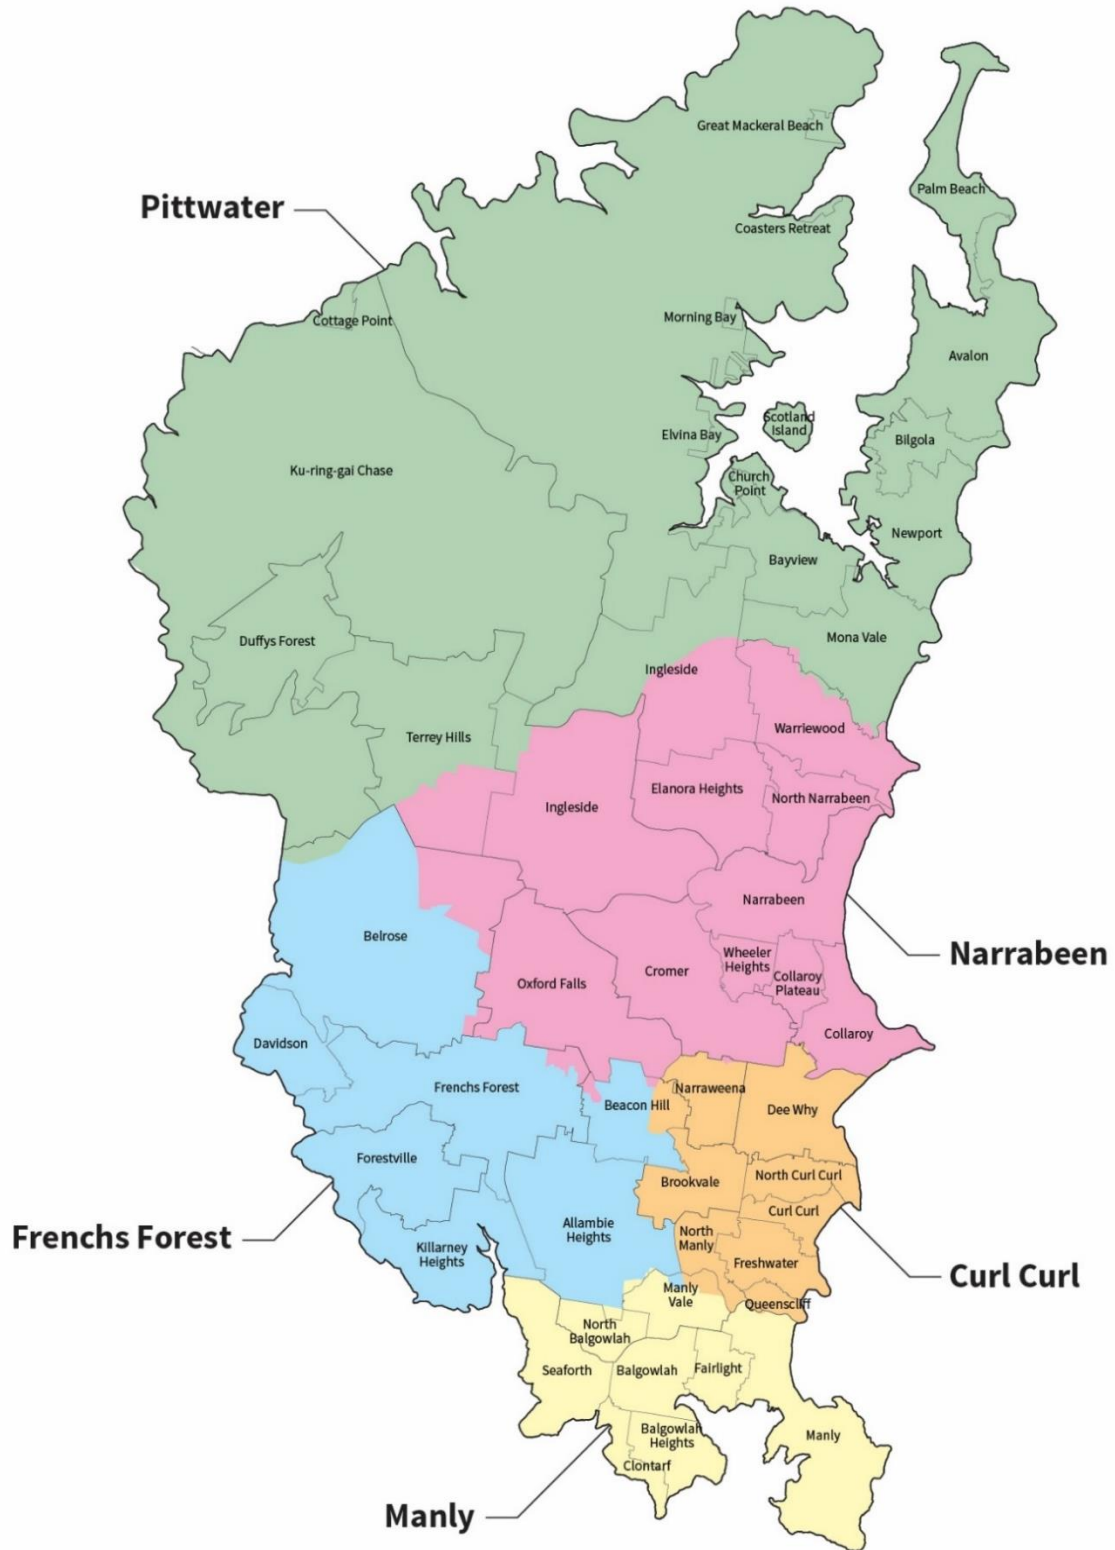 Great Mackeral Beach
Palm Beach
Pittwater
Coasters Retreat
Morning Bay
Cottage Point
Avalon
Scotland
Island
Elvina Bay
Bilgola
Ku-ring-gai Chase
Church
Point
Newport
Bayview
Mona Vale
Duffys Forest
Ingleside
Warriewood
Terrey Hills
Elanora Heights
North Narrabeen
Ingleside
Narrabeen
Belrose
Wheeler
Heights
Narrabeen
Cromer
Collaroy
Plateau
Oxford Falls
Collaroy
Davidson
Frenchs Forest
Narraweena
Beacon Hill
Dee Why
Forestville
North Curl Curl
Brookvale
Curl Curl
Allambie
Heights
North
Manly
Frenchs Forest
Killarney
Heights
Freshwater
Curl Curl
Manly
Vale
Queenscliff
North
Balgowlah
Seaforth
Balgowlah
Fairlight
Balgowlah
Heights
Manly
Clontarf
Manly